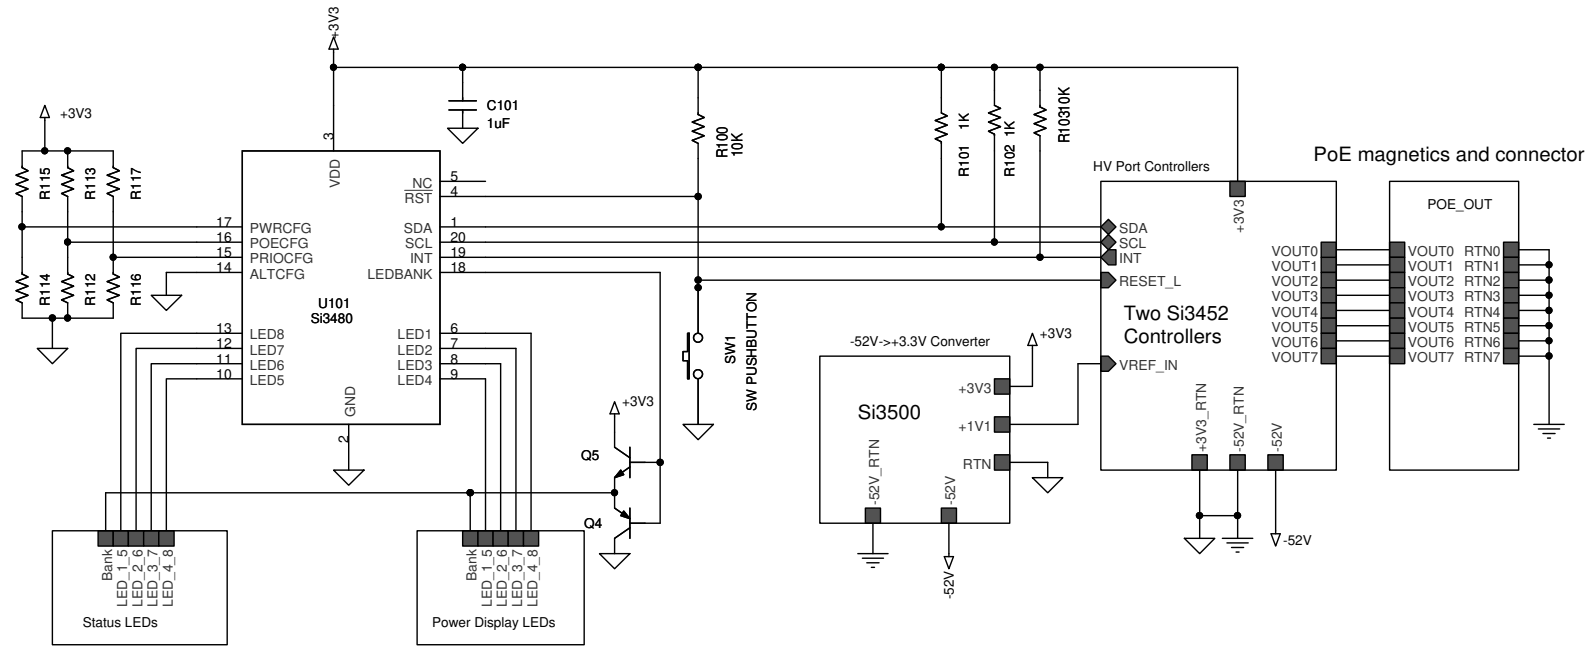 +3V3
+3V3
C101
1uF
R100
10K
R101 1K
R102 1K
R103 10K
HV Port Controllers
PoE magnetics and connector
R115
R113
R117
R114
R112
R116
3
VDD
NC 5
RST 4
17 PWRCFG
16 POECFG
15 PRIOCFG
14 ALTCFG
SDA 1
SCL 20
INT 19
LEDBANK 18
U101
Si3480
13 LED8
12 LED7
11 LED6
10 LED5
LED1 6
LED2 7
LED3 8
LED4 9
GND
2
SW1
SW PUSHBUTTON
+3V3
SDA
SCL
INT
RESET_L
Two Si3452
Controllers
VREF_IN
VOUT0
VOUT1
VOUT2
VOUT3
VOUT4
VOUT5
VOUT6
VOUT7
+3V3_RTN
-52V_RTN
-52V
-52V
POE_OUT
VOUT0 RTN0
VOUT1 RTN1
VOUT2 RTN2
VOUT3 RTN3
VOUT4 RTN4
VOUT5 RTN5
VOUT6 RTN6
VOUT7 RTN7
-52V->+3.3V Converter
+3V3
+3V3
Si3500
+1V1
RTN
-52V_RTN
-52V
-52V
+3V3
Q5
Q4
Bank
LED_1_5
LED_2_6
LED_3_7
LED_4_8
Status LEDs
Bank
LED_1_5
LED_2_6
LED_3_7
LED_4_8
Power Display LEDs